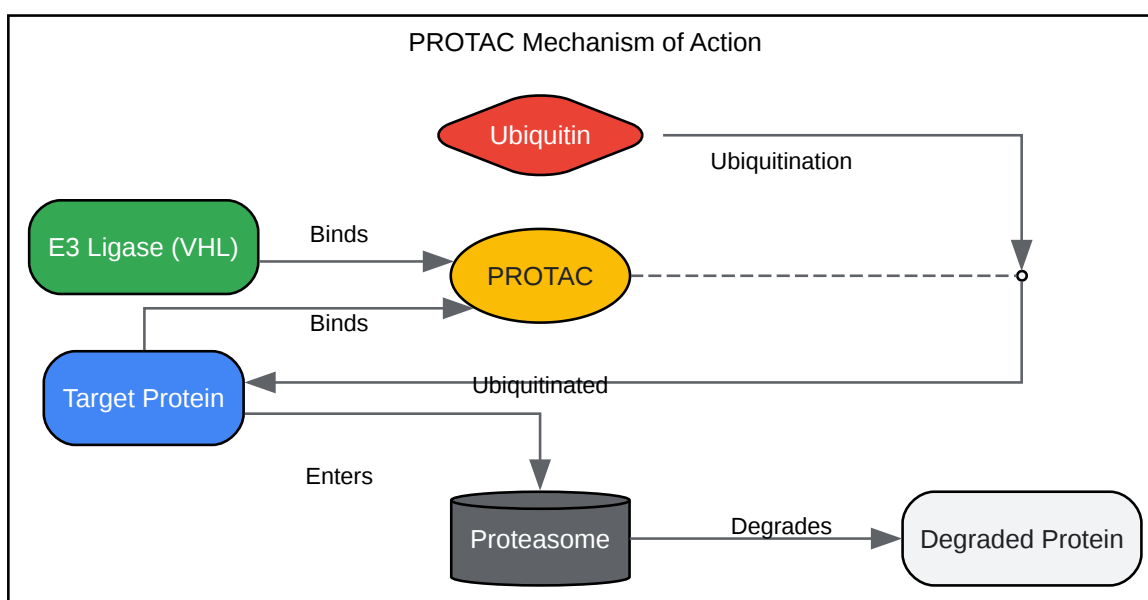 PROTAC Mechanism of Action
Ubiquitin
Ubiquitination
E3 Ligase (VHL)
Binds
PROTAC
Binds
Target Protein
Ubiquitinated
Enters
Proteasome
Degrades
Degraded Protein